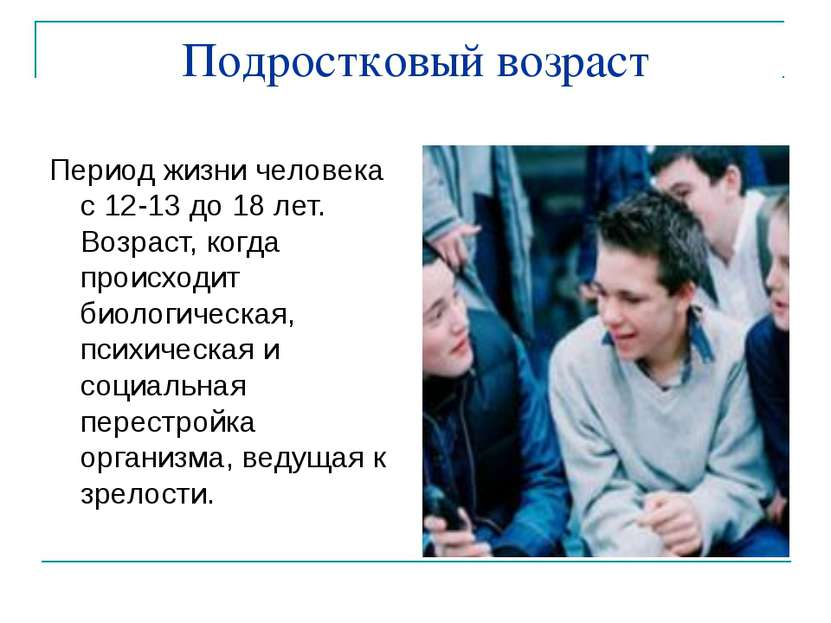 Подростковый возраст
Период жизни человека
с 12-13 до 18 лет.
Возраст, когда
происходит
биологическая,
психическая и
социальная
перестройка
организма, ведущая к
зрелости.